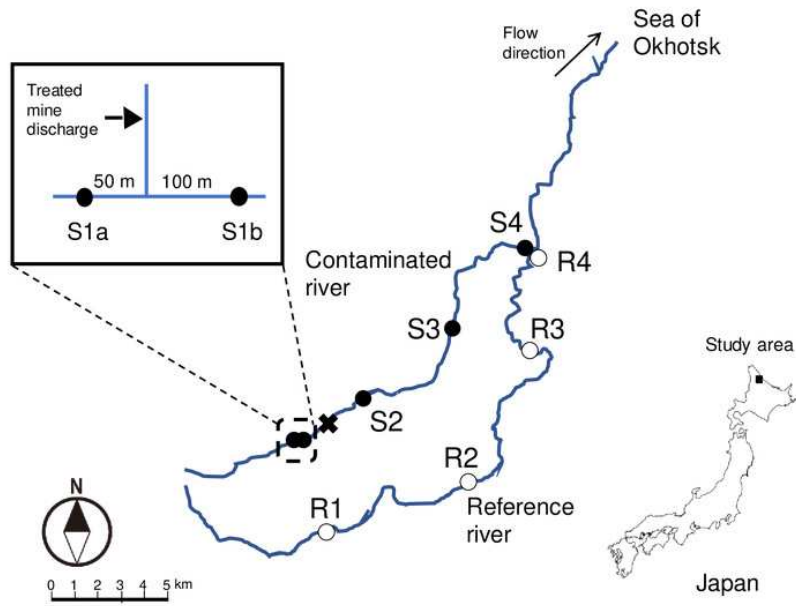 Sea of
Okhotsk
Flow
direction
Treated
mine
discharge
50 m
100 m
S1a
S1b
S4
R4
Contaminated
river
S3
R3
Study area
S2
R2
R1
Reference
river
N
0 1 2 3 4 5 km
Japan